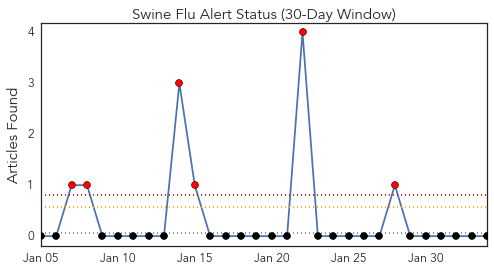 Swine Flu Alert Status (30-Day Window)
Articles Found
4
3
2
1
0
Jan 05
Jan 10
Jan 15
Jan 20
Jan 25
Jan 30